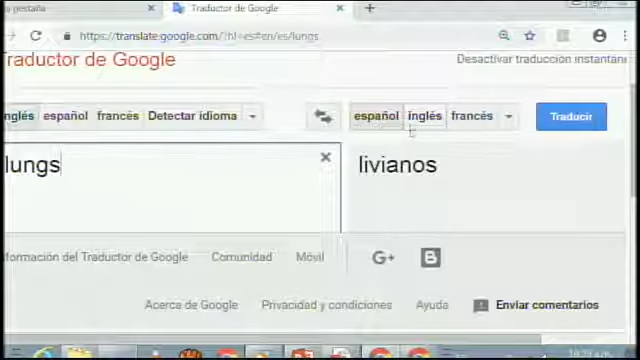 pestaña
Traductor de Google
https://translate.google.com/?hl=es#en/es/lungs
Traductor de Google
Desactivar traducción instantán
inglés español francés Detectar idioma
español inglés francés
Traducir
lungs
livianos
formación del Traductor de Google Comunidad Móvil
G+
Acerca de Google Privacidad y condiciones Ayuda Enviar comentarios